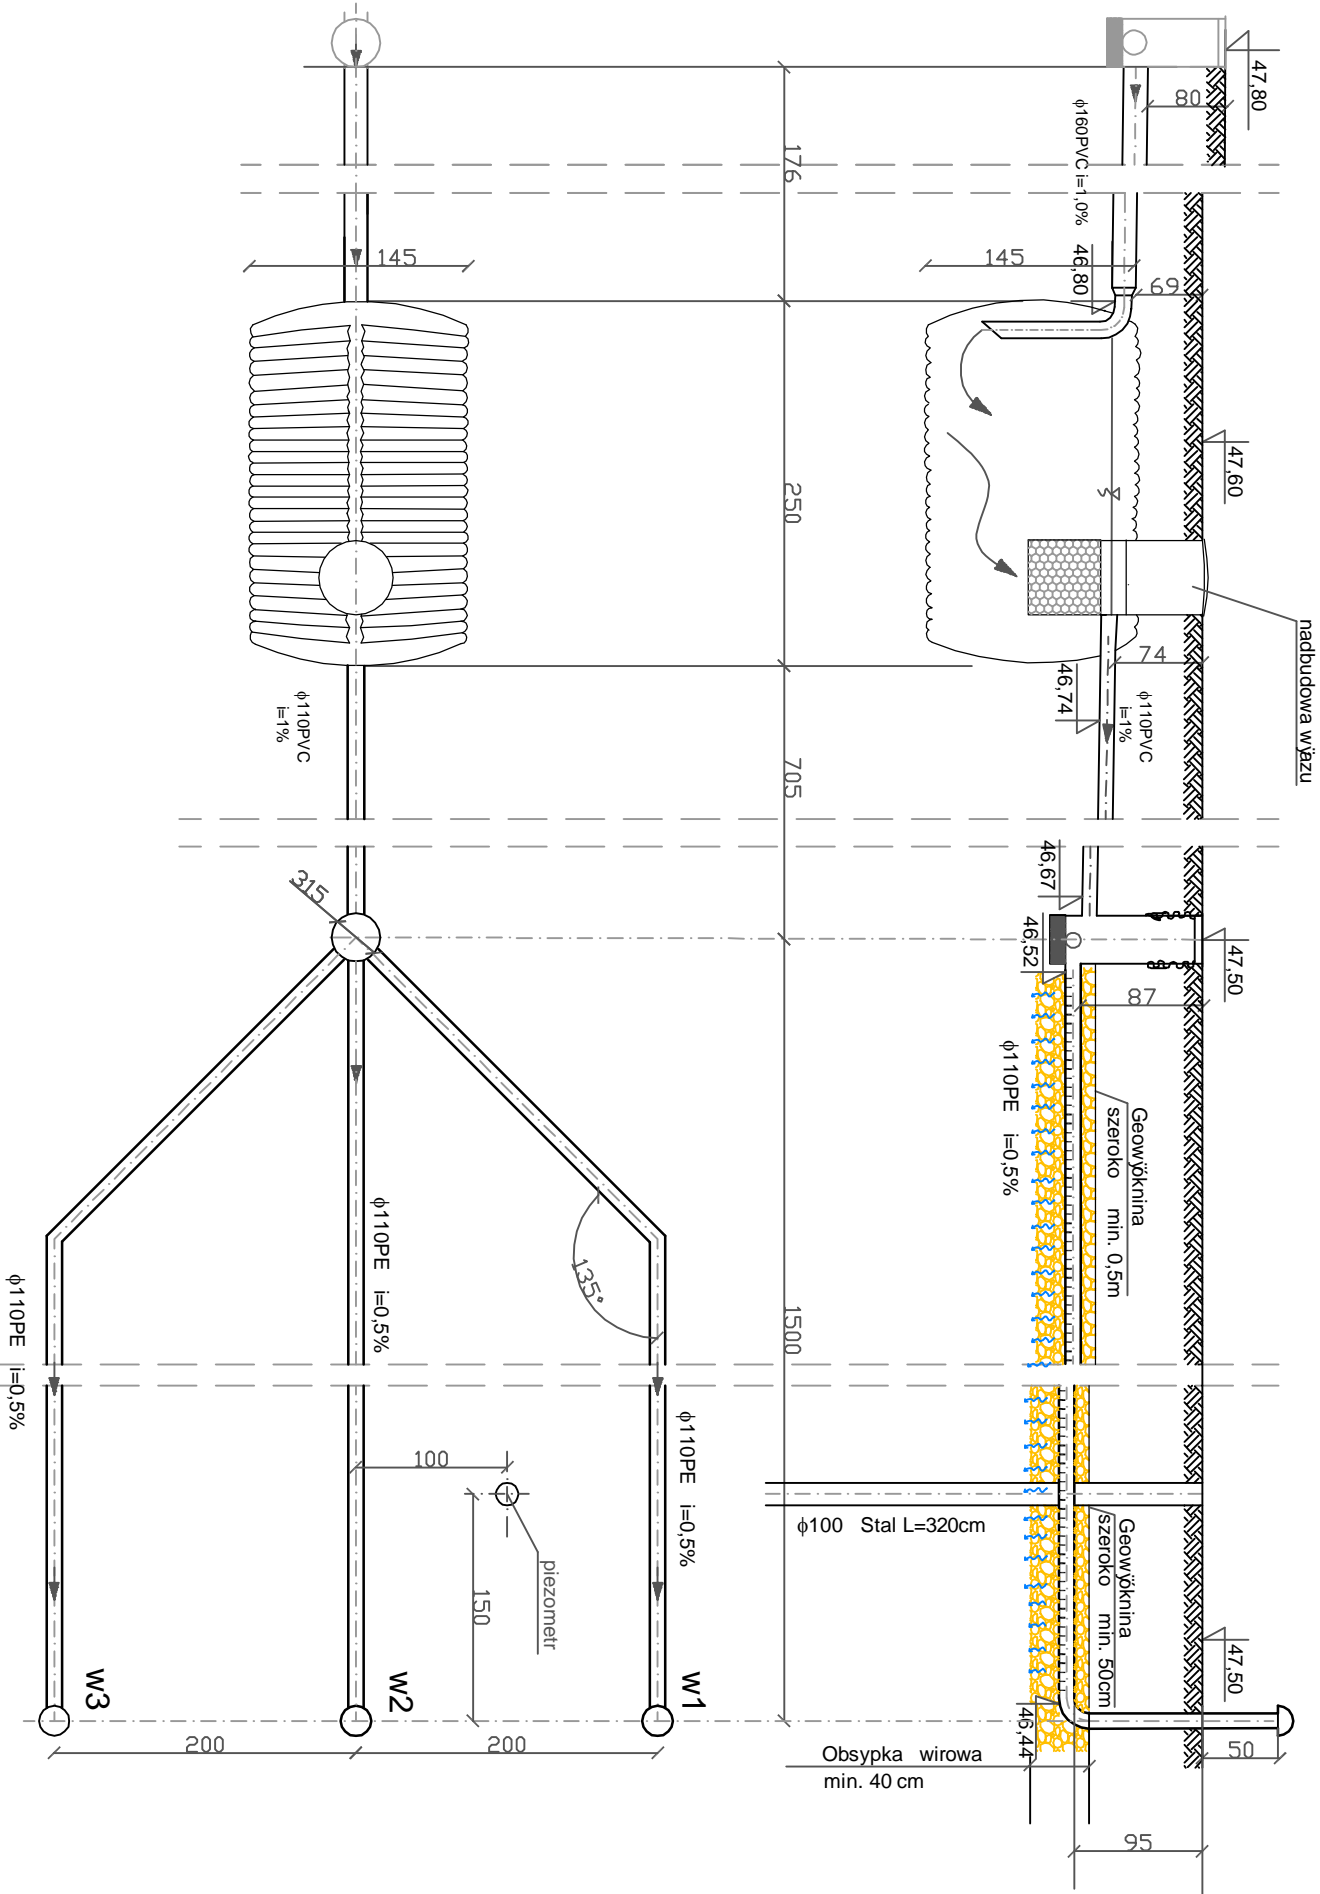 47,80
80
ϕ160PVC i=1,0%
176
145
145
46,80
69
47,60
250
nadbudowa wÿazu
74
46,74
ϕ110PVC
i=1%
ϕ110PVC
i=1%
705
46,67
315
46,52
47,50
87
ϕ110PE i=0,5%
Geowÿóknina
szeroko min. 0,5m
ϕ110PE i=0,5%
135°
1500
ϕ110PE i=0,5%
ϕ110PE i=0,5%
100
150
piezometr
ϕ100 Stal L=320cm
Geowÿóknina
szeroko min. 50cm
47,50
w3
w2
w1
46,44
200
200
50
Obsypka wirowa
min. 40 cm
95